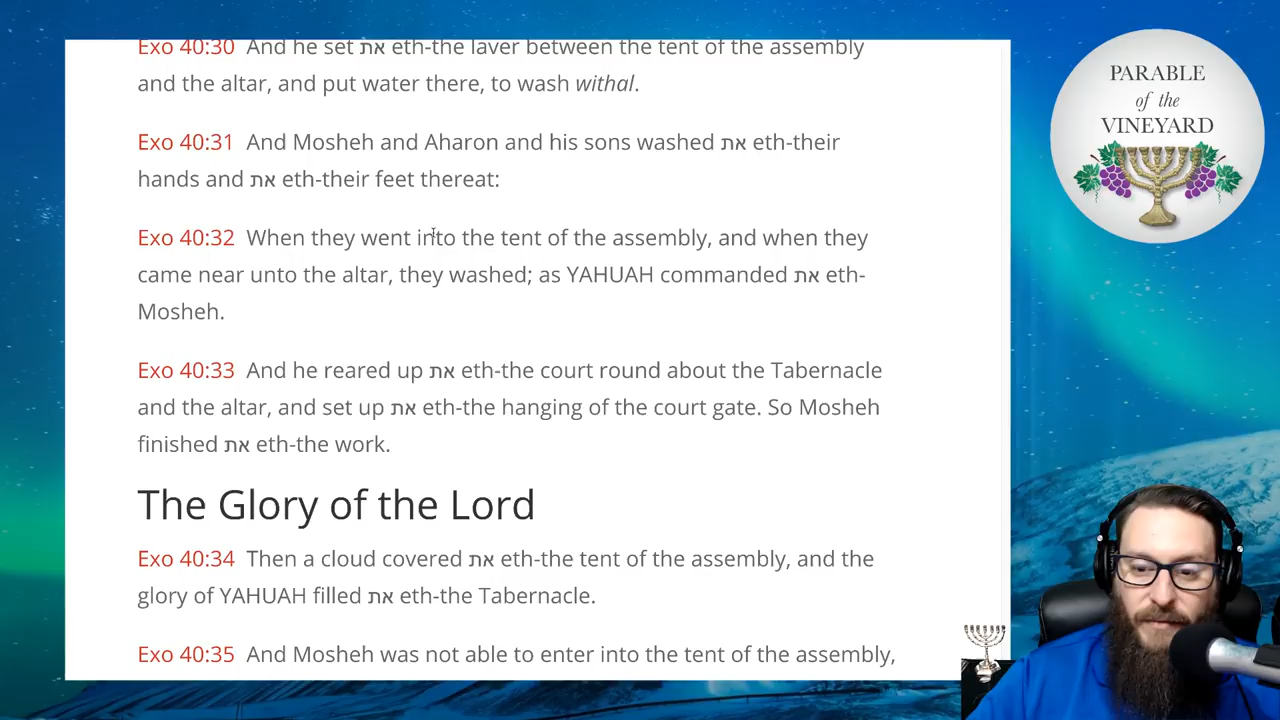 Exo 40:30 And he set את eth-the laver between the tent of the assembly
and the altar, and put water there, to wash withal.
Exo 40:31 And Mosheh and Aharon and his sons washed את eth-their
hands and את eth-their feet thereat:
Exo 40:32 When they went into the tent of the assembly, and when they
came near unto the altar, they washed; as YAHUAH commanded את eth-
Mosheh.
Exo 40:33 And he reared up את eth-the court round about the Tabernacle
and the altar, and set up את eth-the hanging of the court gate. So Mosheh
finished את eth-the work.
The Glory of the Lord
Exo 40:34 Then a cloud covered את eth-the tent of the assembly, and the
glory of YAHUAH filled את eth-the Tabernacle.
Exo 40:35 And Mosheh was not able to enter into the tent of the assembly,
PARABLE
of the
VINEYARD